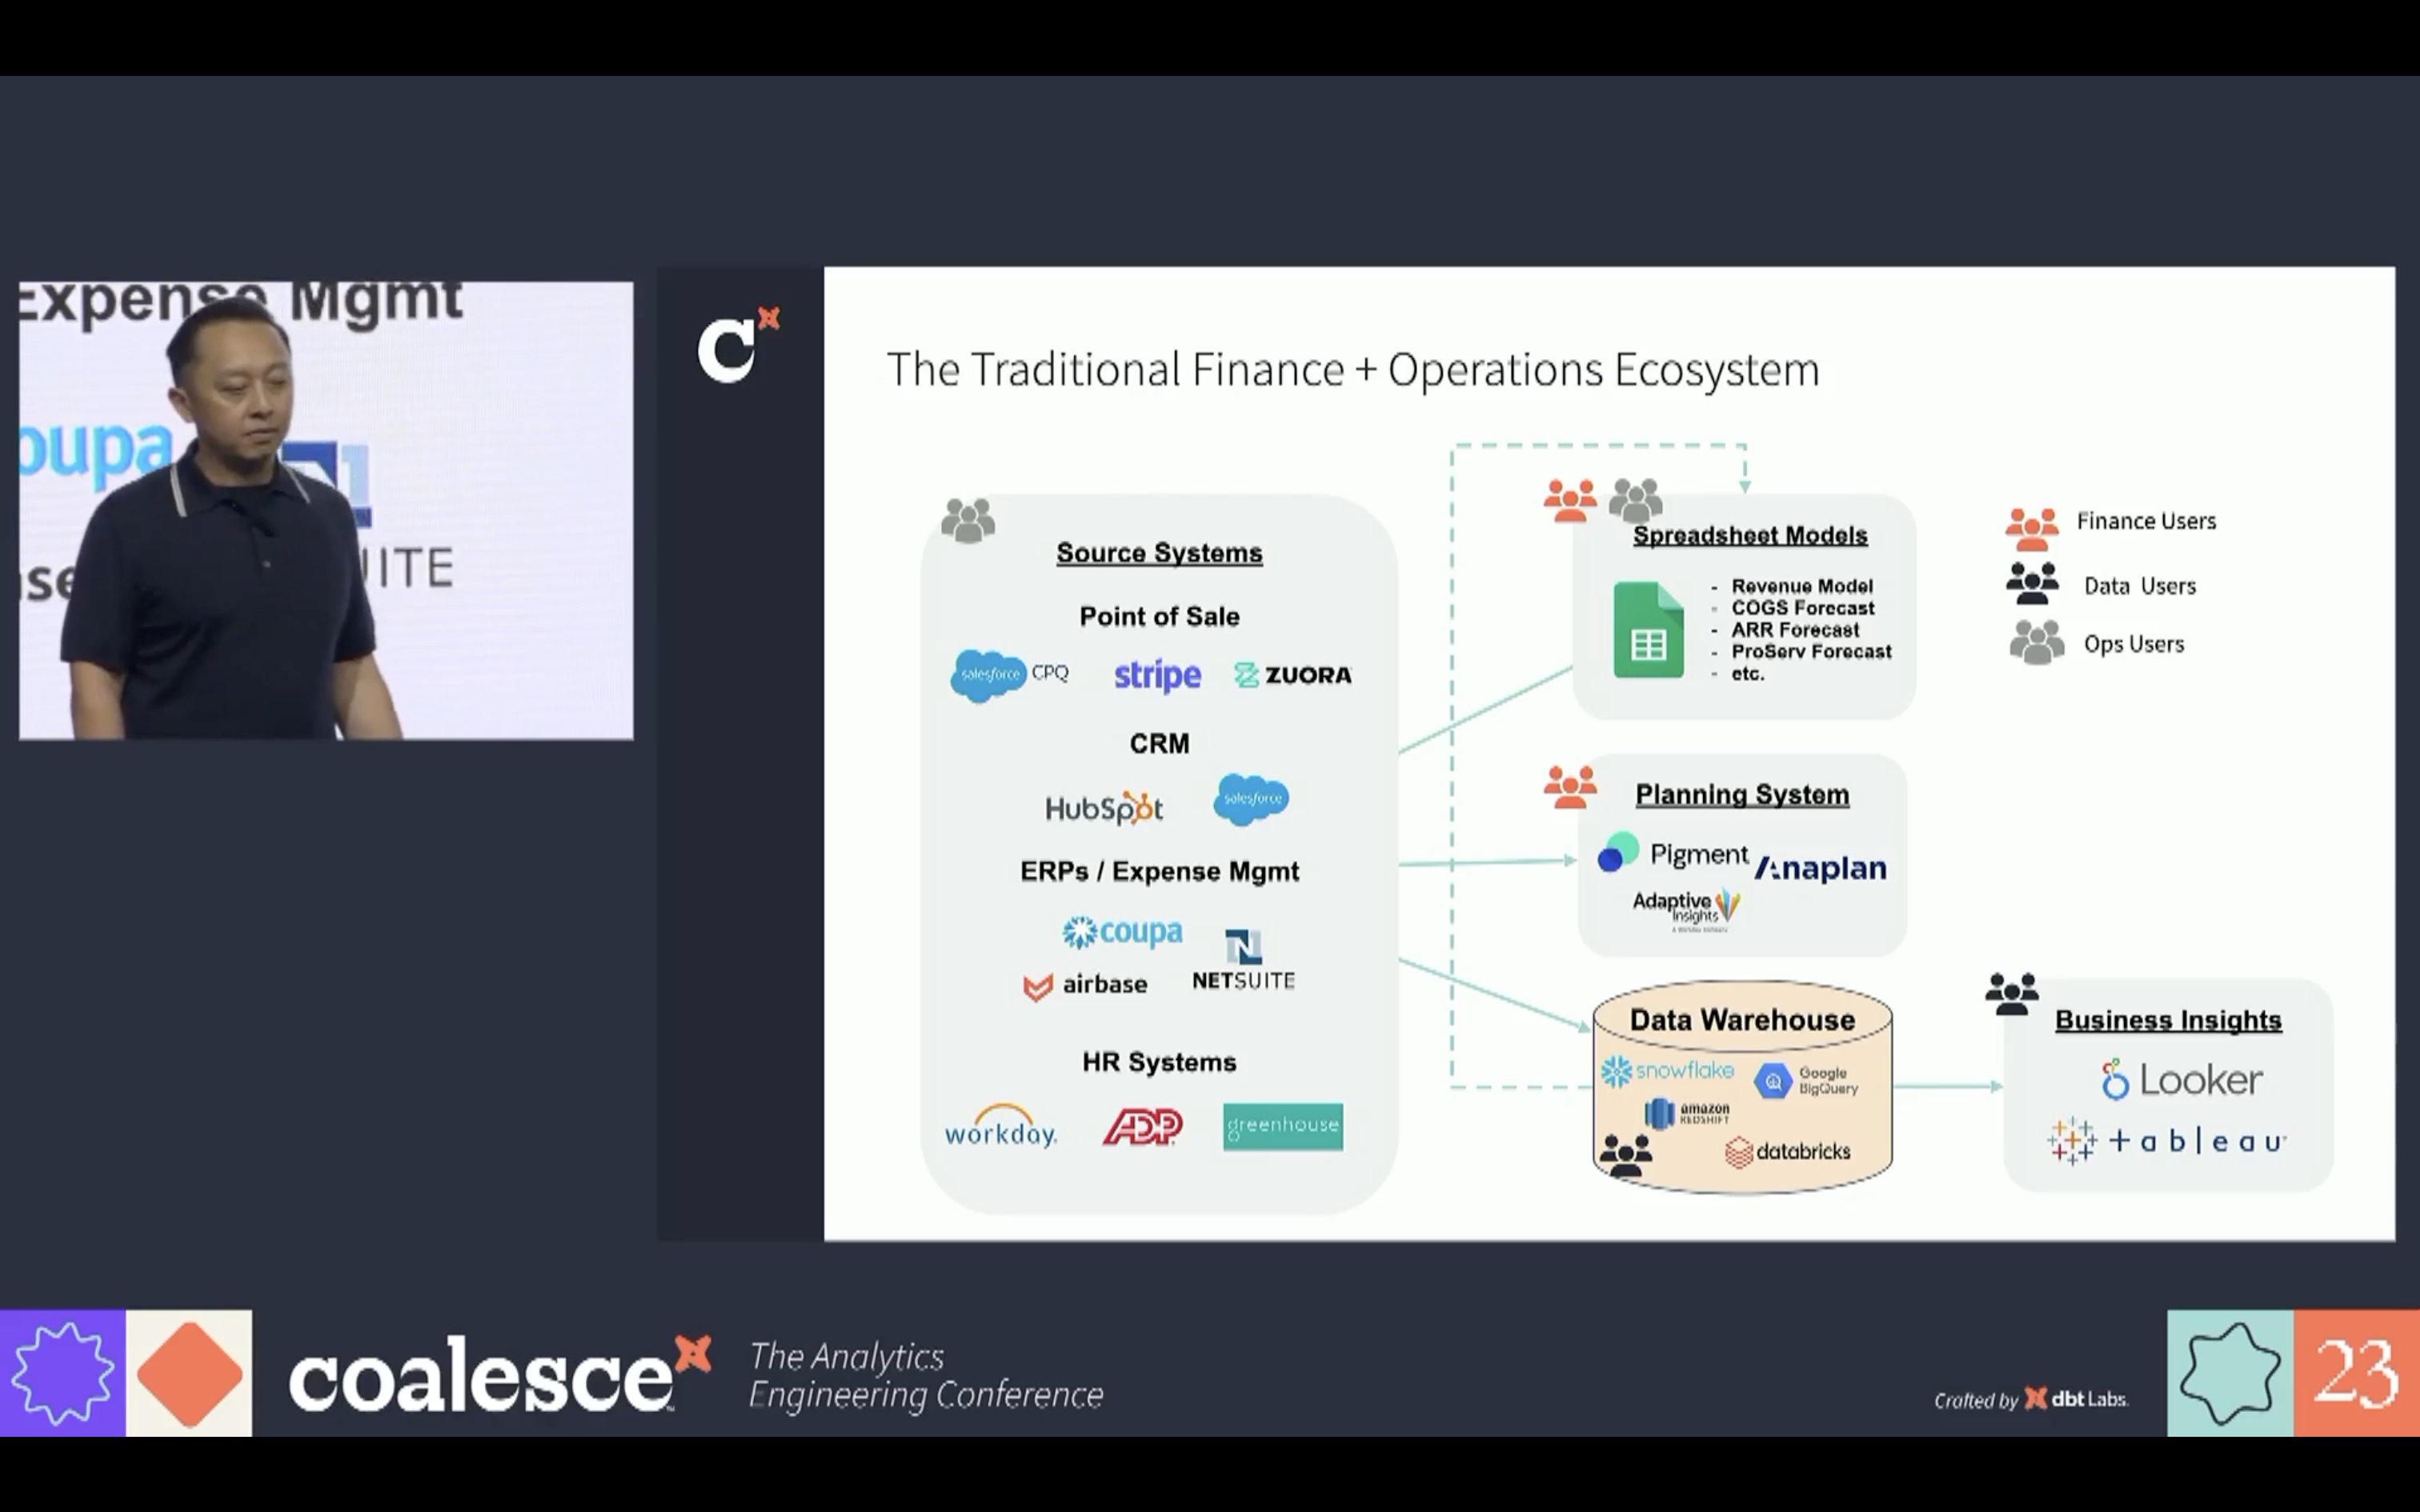 Expense Mgmt
oupa
se
UITE
C
The Traditional Finance + Operations Ecosystem
Source Systems
Point of Sale
salesforce CPQ
stripe
ZUORA
CRM
HubSpot
salesforce
ERPs / Expense Mgmt
coupa
airbase
N
NETSUITE
HR Systems
workday.
ADP
greenhouse
Spreadsheet Models
- Revenue Model
- COGS Forecast
- ARR Forecast
- ProServ Forecast
- etc.
Planning System
Pigment
Anaplan
Adaptive
Insights
Data Warehouse
snowflake
Google
BigQuery
amazon
REDSHIFT
databricks
Business Insights
Looker
+ableau
Finance Users
Data Users
Ops Users
coalesce
The Analytics
Engineering Conference
Crafted by dbt Labs.
23